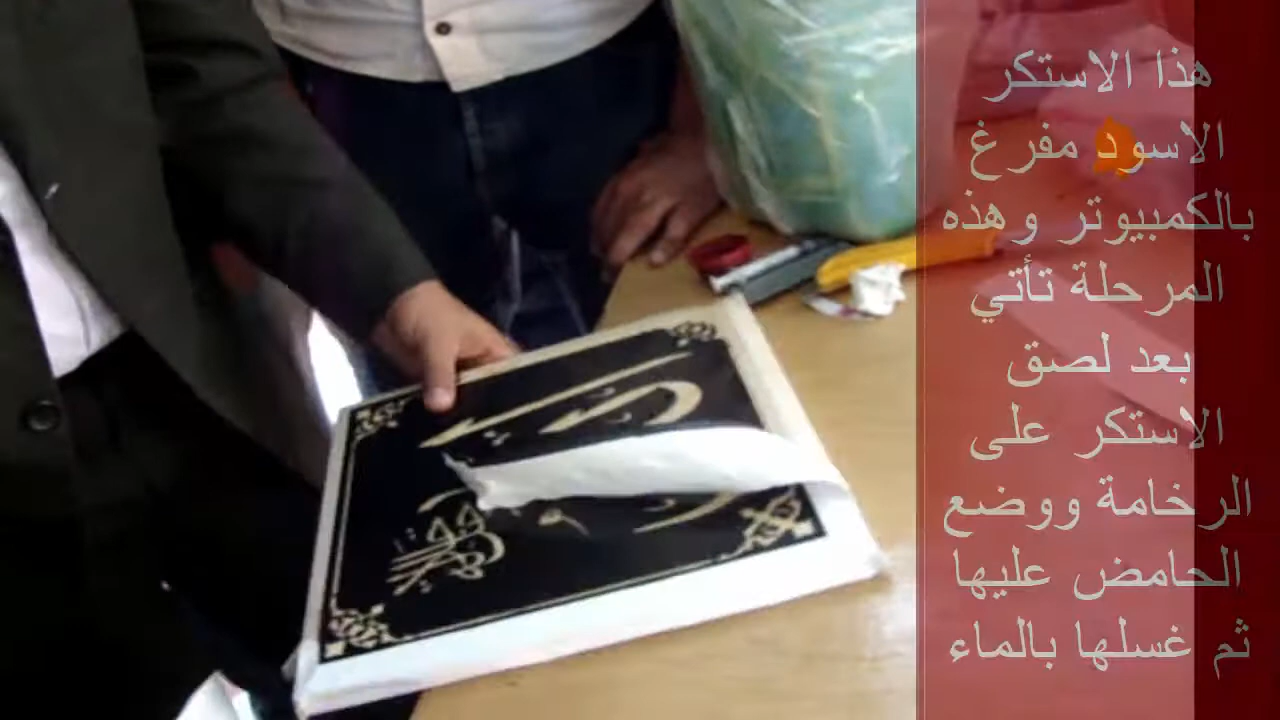 هذا الاستكر
الاسود مفرغ
بالكمبيوتر وهذه
المرحلة تأتي
بعد لصق
الاستكر على
الرخامة ووضع
الحامض عليها
ثم غسلها بالماء